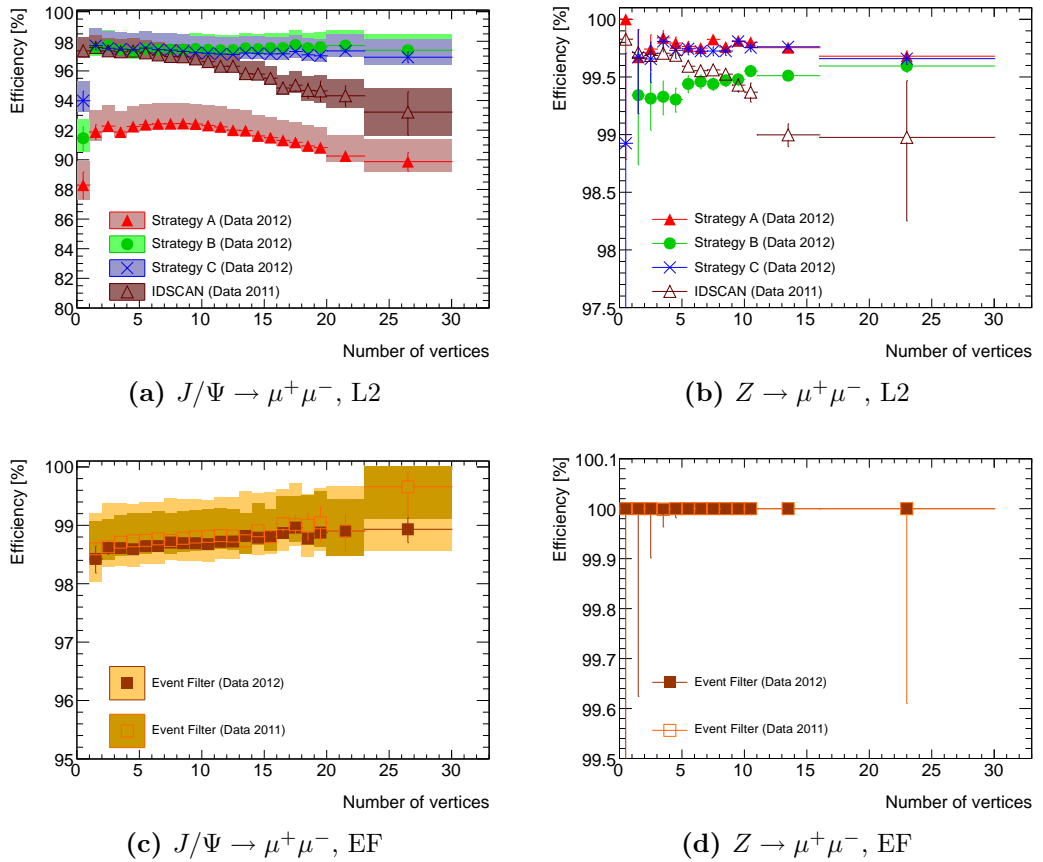 Efficiency [%]
100
98
96
94
92
90
88
86
84
82
80
0 5 10 15 20 25 30
Number of vertices
Strategy A (Data 2012)
Strategy B (Data 2012)
Strategy C (Data 2012)
IDSCAN (Data 2011)
(a) J/Ψ → μ⁺μ⁻, L2
Efficiency [%]
100
99.5
99
98.5
98
97.5
0 5 10 15 20 25 30
Number of vertices
Strategy A (Data 2012)
Strategy B (Data 2012)
Strategy C (Data 2012)
IDSCAN (Data 2011)
(b) Z → μ⁺μ⁻, L2
Efficiency [%]
100
99
98
97
96
95
0 5 10 15 20 25 30
Number of vertices
Event Filter (Data 2012)
Event Filter (Data 2011)
(c) J/Ψ → μ⁺μ⁻, EF
Efficiency [%]
100.1
100
99.9
99.8
99.7
99.6
99.5
0 5 10 15 20 25 30
Number of vertices
Event Filter (Data 2012)
Event Filter (Data 2011)
(d) Z → μ⁺μ⁻, EF